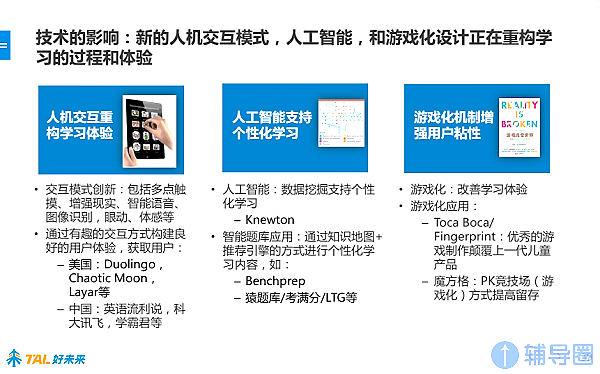 技术的影响：新的人机交互模式，人工智能，和游戏化设计正在重构学
习的过程和体验
人机交互重
构学习体验
• 交互模式创新：包括多点触
摸、增强现实、智能语音、
图像识别，眼动、体感等
• 通过有趣的交互方式构建良
好的用户体验，获取用户：
– 美国：Duolingo，
Chaotic Moon，
Layar等
– 中国：英语流利说，科
大讯飞，学霸君等
人工智能支持
个性化学习
• 人工智能：数据挖掘支持个性
化学习
– Knewton
• 智能题库应用：通过知识地图+
推荐引擎的方式进行个性化学
习内容，如：
– Benchprep
– 猿题库/考满分/LTG等
游戏化机制增
强用户粘性
REALITY
IS
BROKEN
游戏改变世界
• 游戏化：改善学习体验
• 游戏化应用：
– Toca Boca/
Fingerprint：优秀的游
戏制作颠覆上一代儿童
产品
– 魔方格：PK竞技场（游
戏化）方式提高留存
TAL好未来
辅导圈